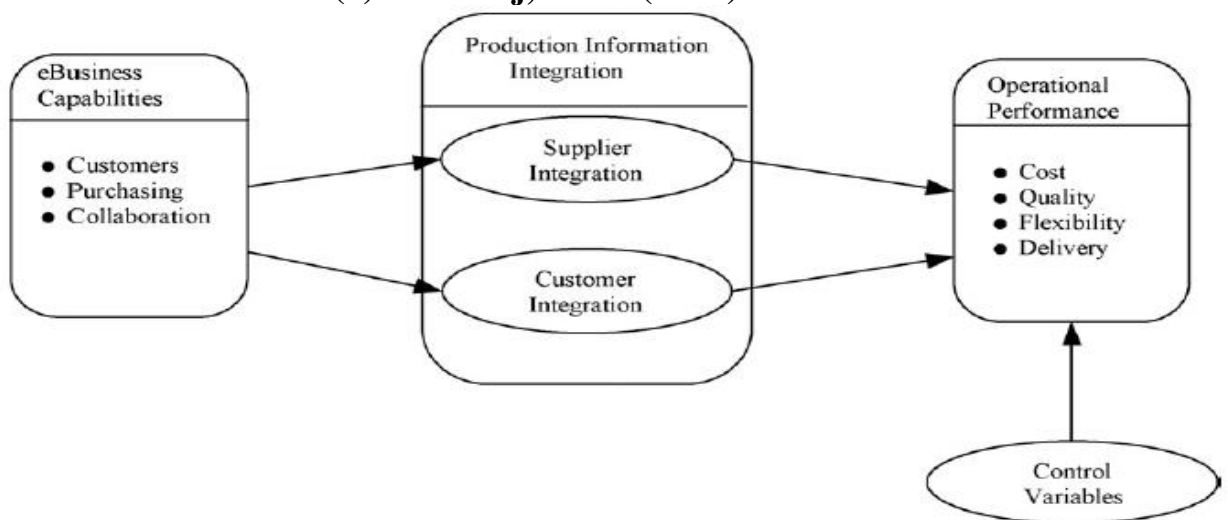 eBusiness
Capabilities
● Customers
● Purchasing
● Collaboration
Production Information
Integration
Supplier
Integration
Customer
Integration
Operational
Performance
● Cost
● Quality
● Flexibility
● Delivery
Control
Variables